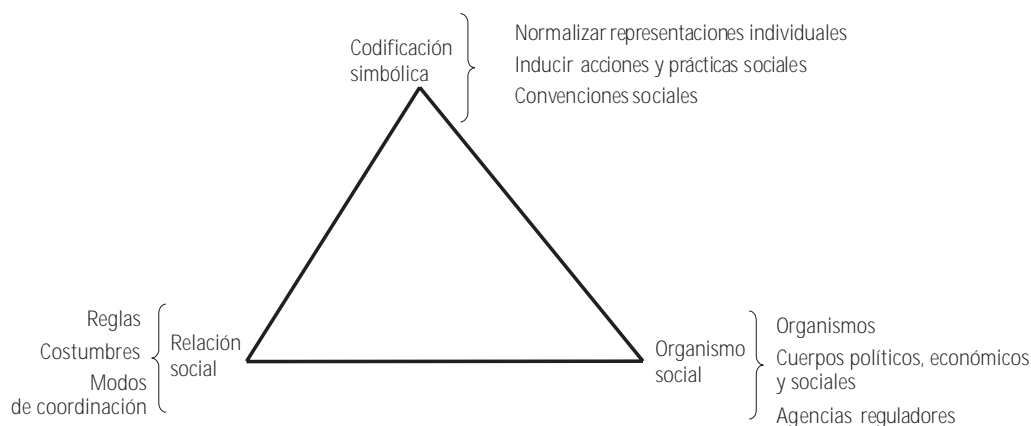 Codificación
simbólica
Normalizar representaciones individuales
Inducir acciones y prácticas sociales
Convenciones sociales
Reglas
Costumbres
Modos
de coordinación
Relación
social
Organismo
social
Organismos
Cuerpos políticos, económicos
y sociales
Agencias reguladores